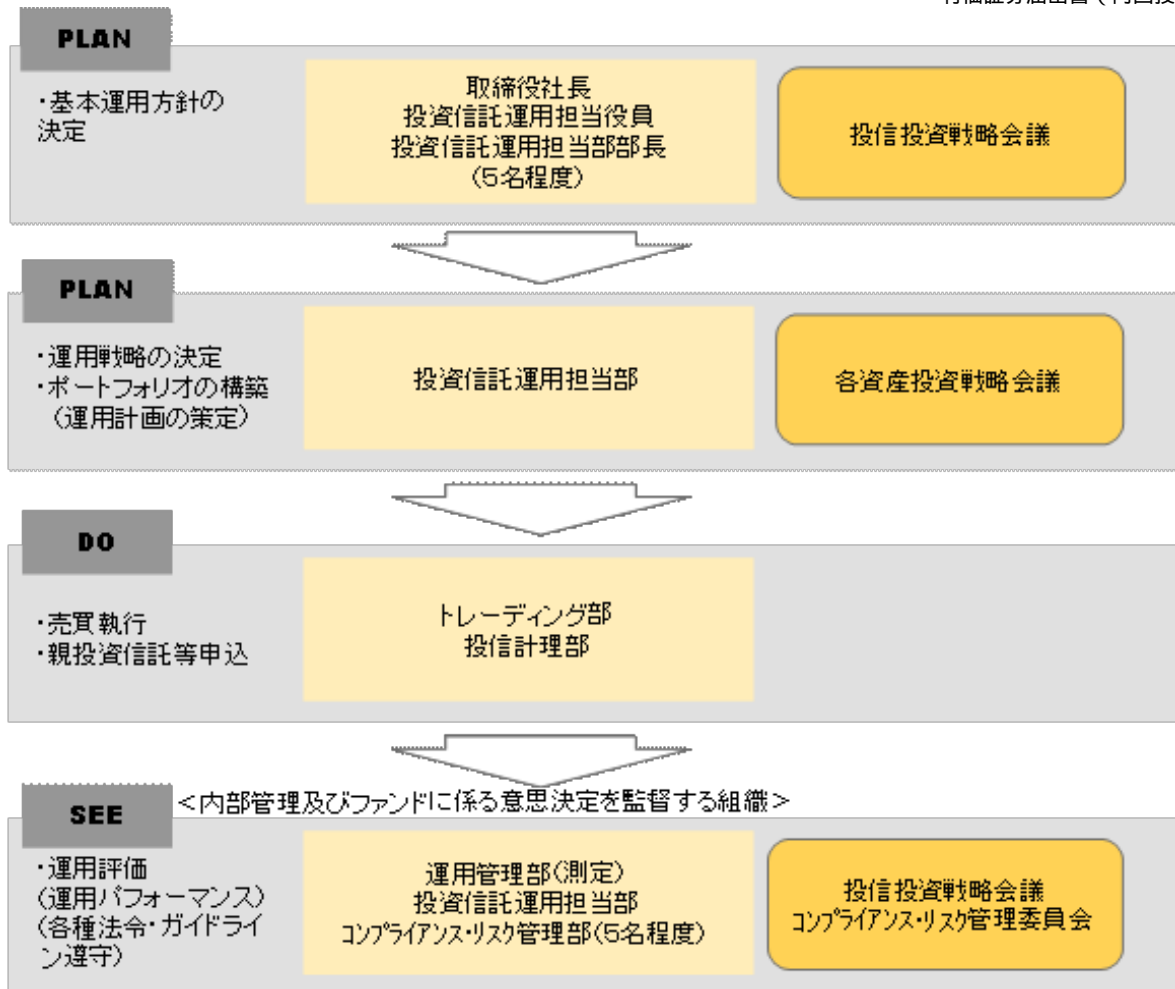 PLAN
・基本運用方針の
決定
取締役社長
投資信託運用担当役員
投資信託運用担当部部長
(5名程度)
投信投資戦略会議
PLAN
・運用戦略の決定
・ポートフォリオの構築
(運用計画の策定)
投資信託運用担当部
各資産投資戦略会議
DO
・売買執行
・親投資信託等申込
トレーディング部
投信計理部
SEE
＜内部管理及びファンドに係る意思決定を監督する組織＞
・運用評価
(運用パフォーマンス)
(各種法令・ガイドライ
ン遵守)
運用管理部(測定)
投資信託運用担当部
コンプライアンス・リスク管理部(5名程度)
投信投資戦略会議
コンプライアンス・リスク管理委員会